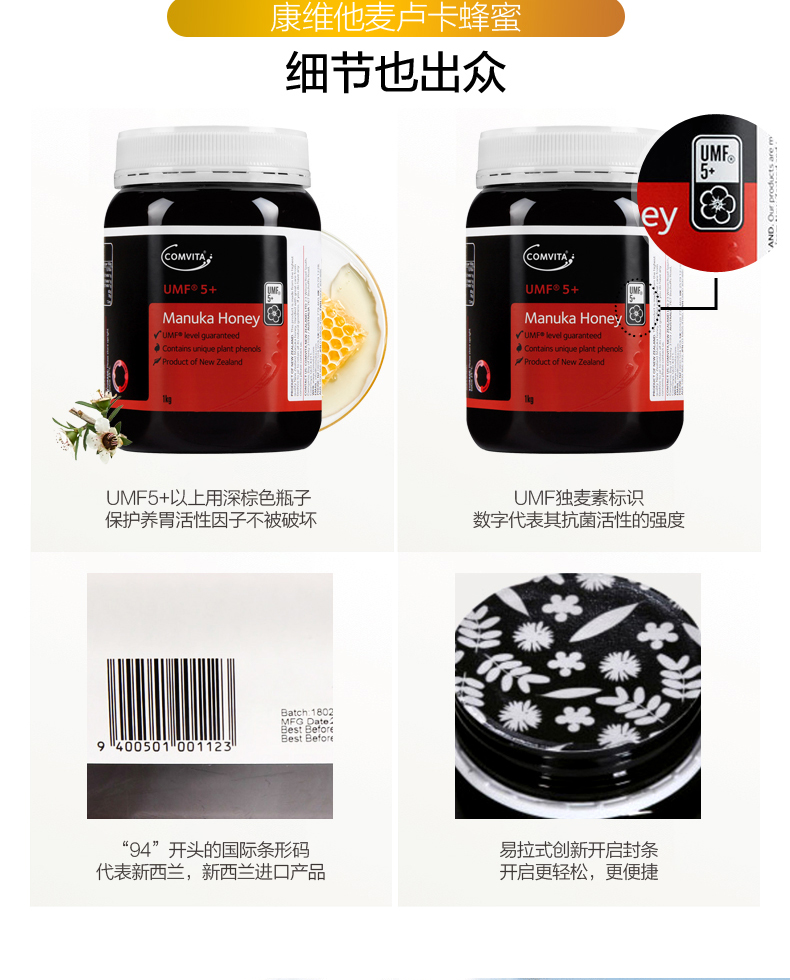 康维他麦卢卡蜂蜜
细节也出众
COMVITA
UMF® 5+
UMF®
5+
Manuka Honey
UMF® level guaranteed
Contains unique plant phenols
Product of New Zealand
1kg
UMF5+以上用深棕色瓶子
保护养胃活性因子不被破坏
COMVITA
UMF® 5+
UMF
5+
Manuka Honey
UMF® level guaranteed
Contains unique plant phenols
Product of New Zealand
1kg
UMF®
5+
ey
AND. Our products are m
UMF独麦素标识
数字代表其抗菌活性的强度
Batch:1802
MFG Date:2
Best Before
Best Before
9 400501 001123
“94”开头的国际条形码
代表新西兰，新西兰进口产品
易拉式创新开启封条
开启更轻松，更便捷